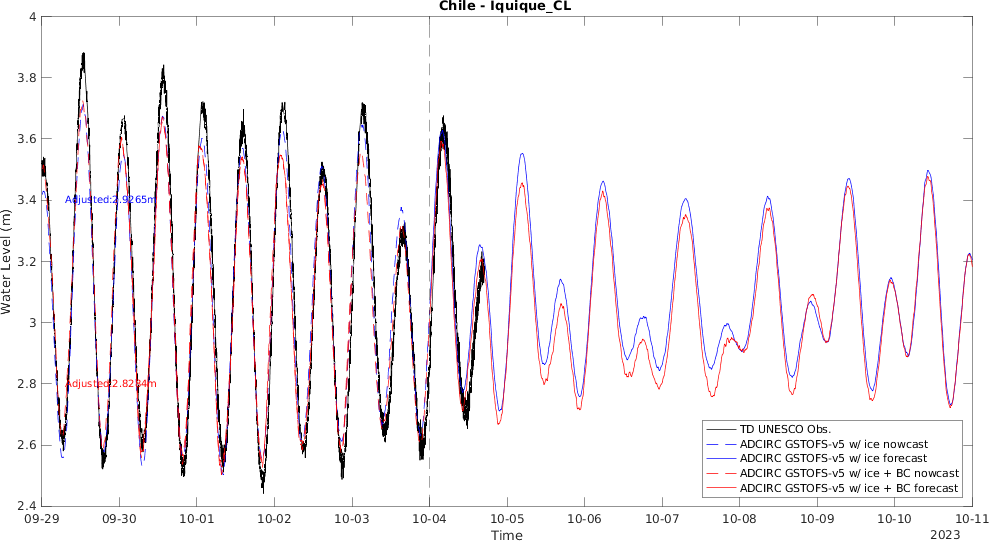 Chile - Iquique_CL
4
3.8
3.6
3.4
3.2
3
2.8
2.6
2.4
Water Level (m)
Adjusted:2.9265m
Adjusted:2.8284m
TD UNESCO Obs.
ADCIRC GSTOFS-v5 w/ ice nowcast
ADCIRC GSTOFS-v5 w/ ice forecast
ADCIRC GSTOFS-v5 w/ ice + BC nowcast
ADCIRC GSTOFS-v5 w/ ice + BC forecast
09-29 09-30 10-01 10-02 10-03 10-04 10-05 10-06 10-07 10-08 10-09 10-10 10-11
Time
2023